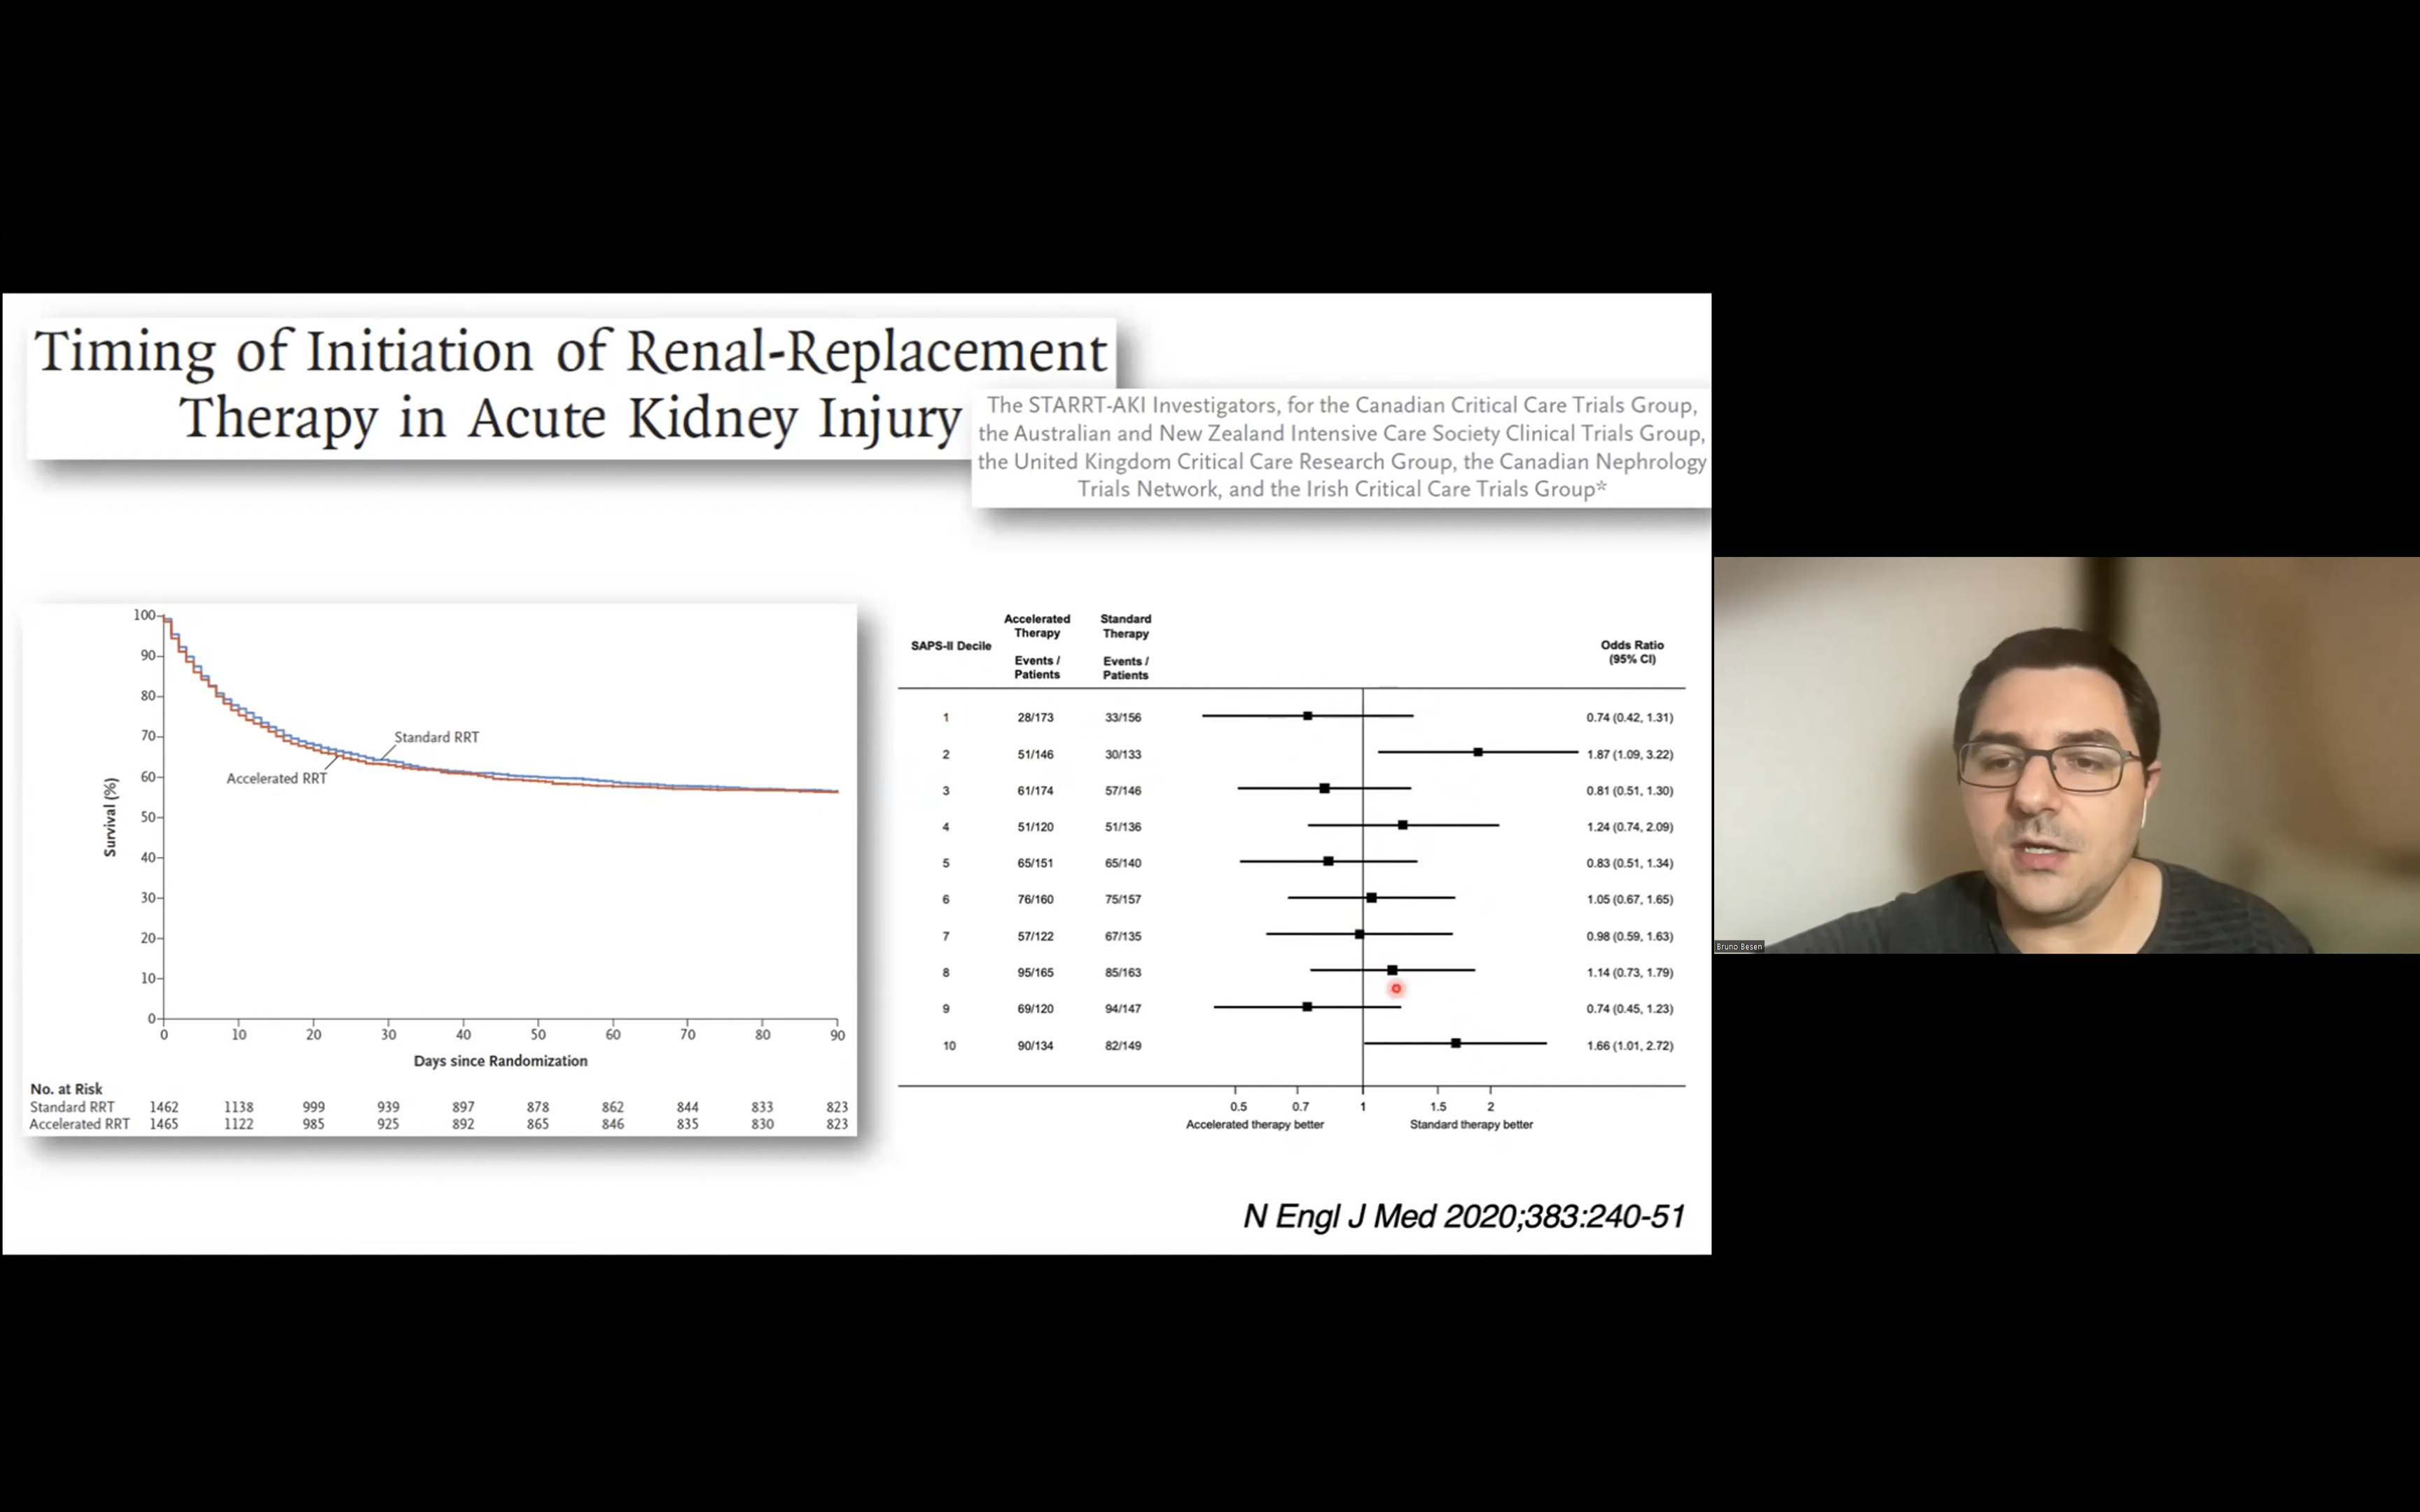 Timing of Initiation of Renal-Replacement
Therapy in Acute Kidney Injury
The STARRT-AKI Investigators, for the Canadian Critical Care Trials Group,
the Australian and New Zealand Intensive Care Society Clinical Trials Group,
the United Kingdom Critical Care Research Group, the Canadian Nephrology
Trials Network, and the Irish Critical Care Trials Group*
100
90
80
70
60
50
40
30
20
10
0
Survival (%)
Standard RRT
Accelerated RRT
0 10 20 30 40 50 60 70 80 90
Days since Randomization
No. at Risk
Standard RRT 1462 1138 999 939 897 878 862 844 833 823
Accelerated RRT 1465 1122 985 925 892 865 846 835 830 823
SAPS-II Decile
Accelerated
Therapy
Events /
Patients
Standard
Therapy
Events /
Patients
Odds Ratio
(95% CI)
1 28/173 33/156 0.74 (0.42, 1.31)
2 51/146 30/133 1.87 (1.09, 3.22)
3 61/174 57/146 0.81 (0.51, 1.30)
4 51/120 51/136 1.24 (0.74, 2.09)
5 65/151 65/140 0.83 (0.51, 1.34)
6 76/160 75/157 1.05 (0.67, 1.65)
7 57/122 67/135 0.98 (0.59, 1.63)
8 95/165 85/163 1.14 (0.73, 1.79)
9 69/120 94/147 0.74 (0.45, 1.23)
10 90/134 82/149 1.66 (1.01, 2.72)
0.5 0.7 1 1.5 2
Accelerated therapy better Standard therapy better
N Engl J Med 2020;383:240-51
Bruno Besen